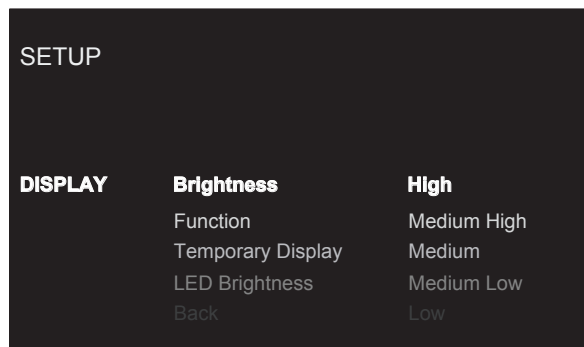 SETUP
DISPLAY Brightness High
Function Medium High
Temporary Display Medium
LED Brightness Medium Low
Back Low